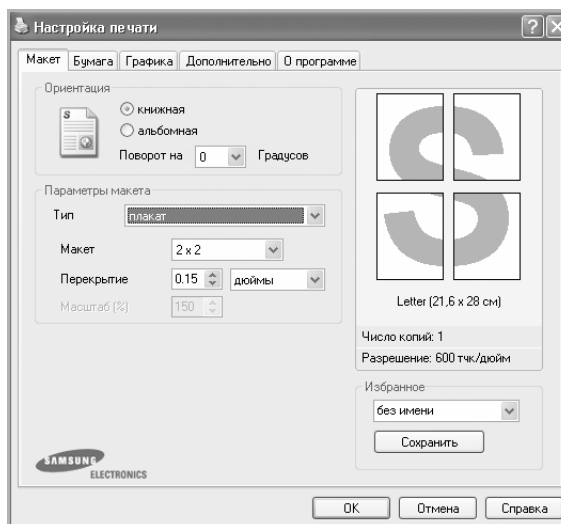 Настройка печати
Макет Бумага Графика Дополнительно О программе
Ориентация
S
книжная
альбомная
Поворот на 0 Градусов
Параметры макета
Тип плакат
Макет 2 x 2
Перекрытие 0.15 дюймы
Масштаб (%) 150
S
Letter (21,6 x 28 см)
Число копий: 1
Разрешение: 600 тчк/дюйм
Избранное
без имени
Сохранить
SAMSUNG
ELECTRONICS
OK Отмена Справка